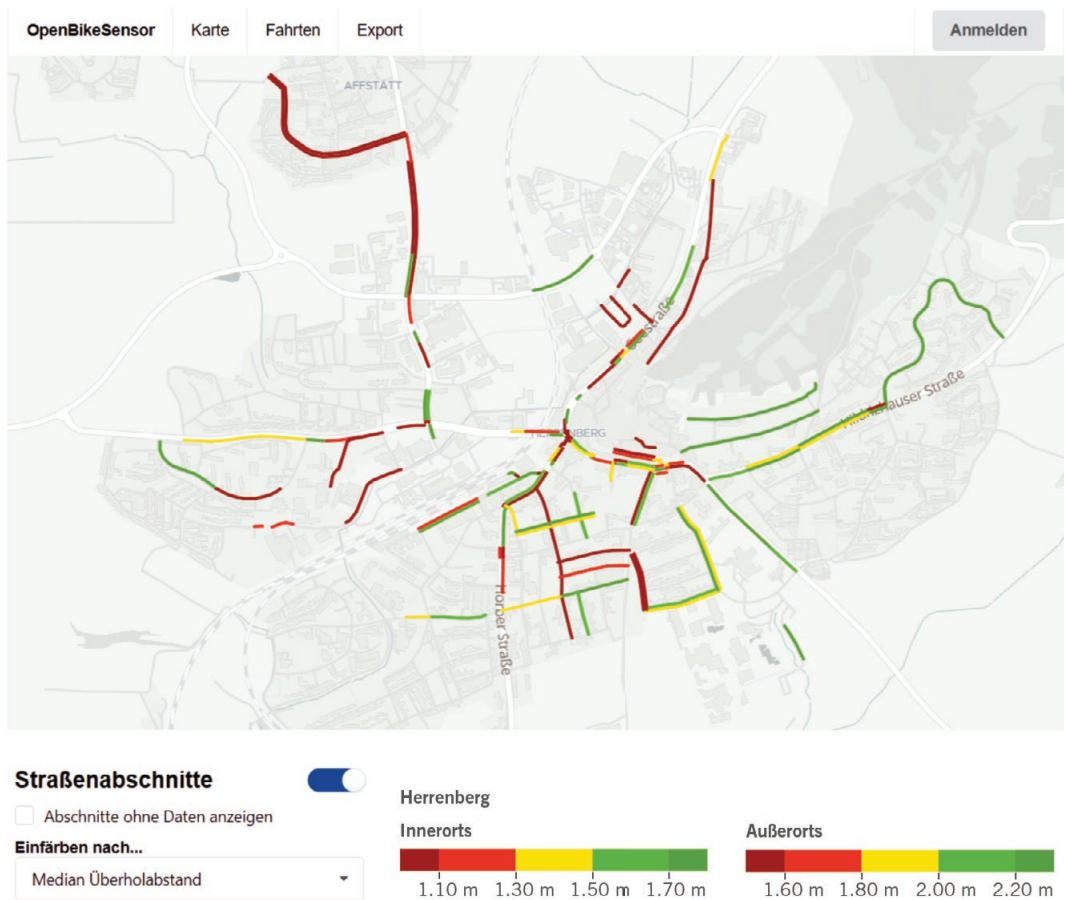 OpenBikeSensor Karte Fahrten Export Anmelden
AFFSTÄTT
Seestraße
Hildrizhauser Straße
HERRENBERG
Horber Straße
Straßenabschnitte
Abschnitte ohne Daten anzeigen
Einfärben nach...
Median Überholabstand
Herrenberg
Innerorts
1.10 m 1.30 m 1.50 m 1.70 m
Außerorts
1.60 m 1.80 m 2.00 m 2.20 m